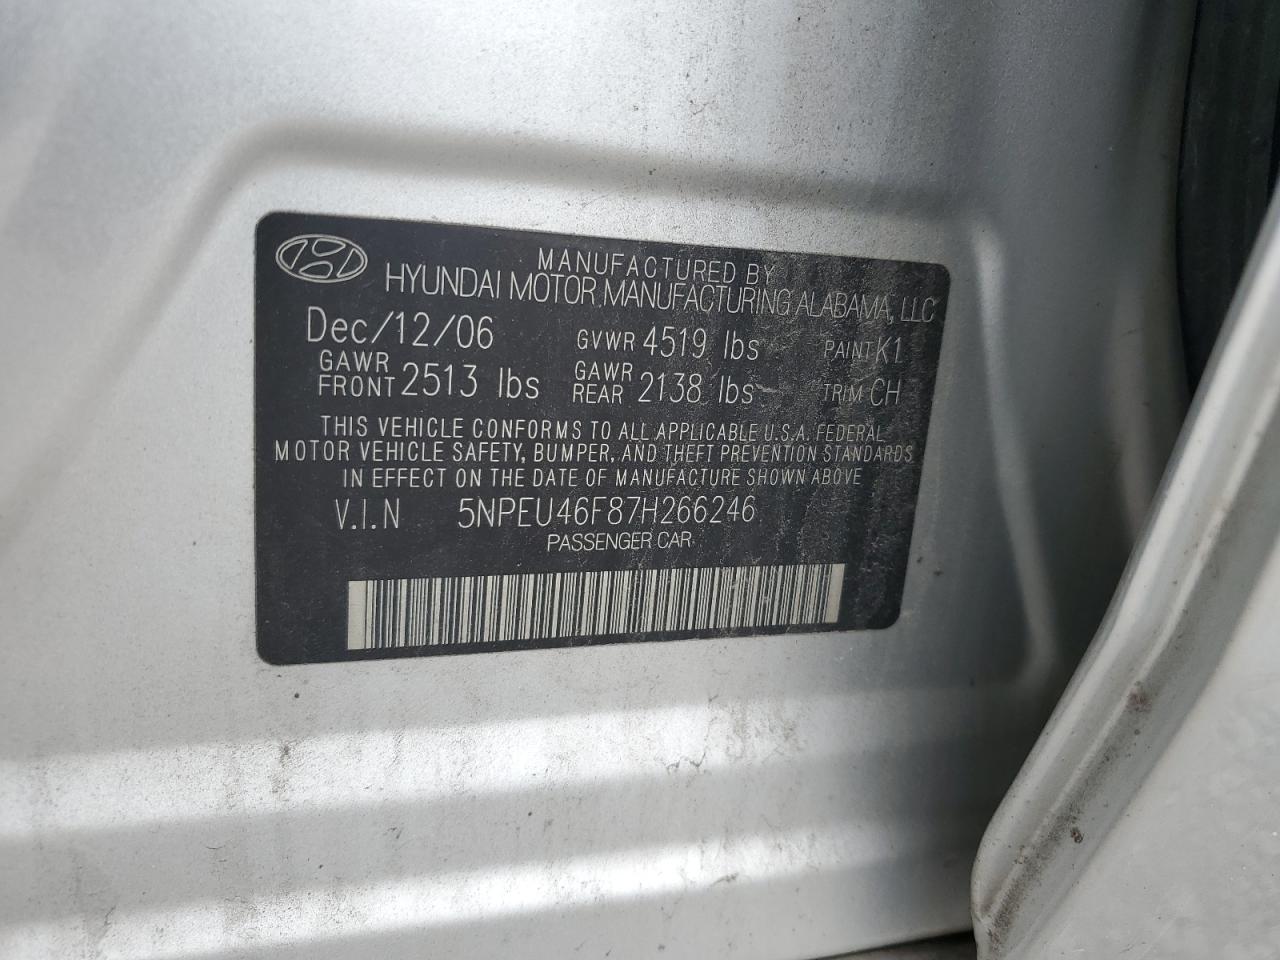 MANUFACTURED BY
HYUNDAI MOTOR MANUFACTURING ALABAMA, LLC
Dec/12/06 GVWR 4519 lbs PAINT K1
GAWR FRONT 2513 lbs GAWR REAR 2138 lbs TRIM CH
THIS VEHICLE CONFORMS TO ALL APPLICABLE U.S.A. FEDERAL
MOTOR VEHICLE SAFETY, BUMPER, AND THEFT PREVENTION STANDARDS
IN EFFECT ON THE DATE OF MANUFACTURE SHOWN ABOVE
V.I.N 5NPEU46F87H266246
PASSENGER CAR